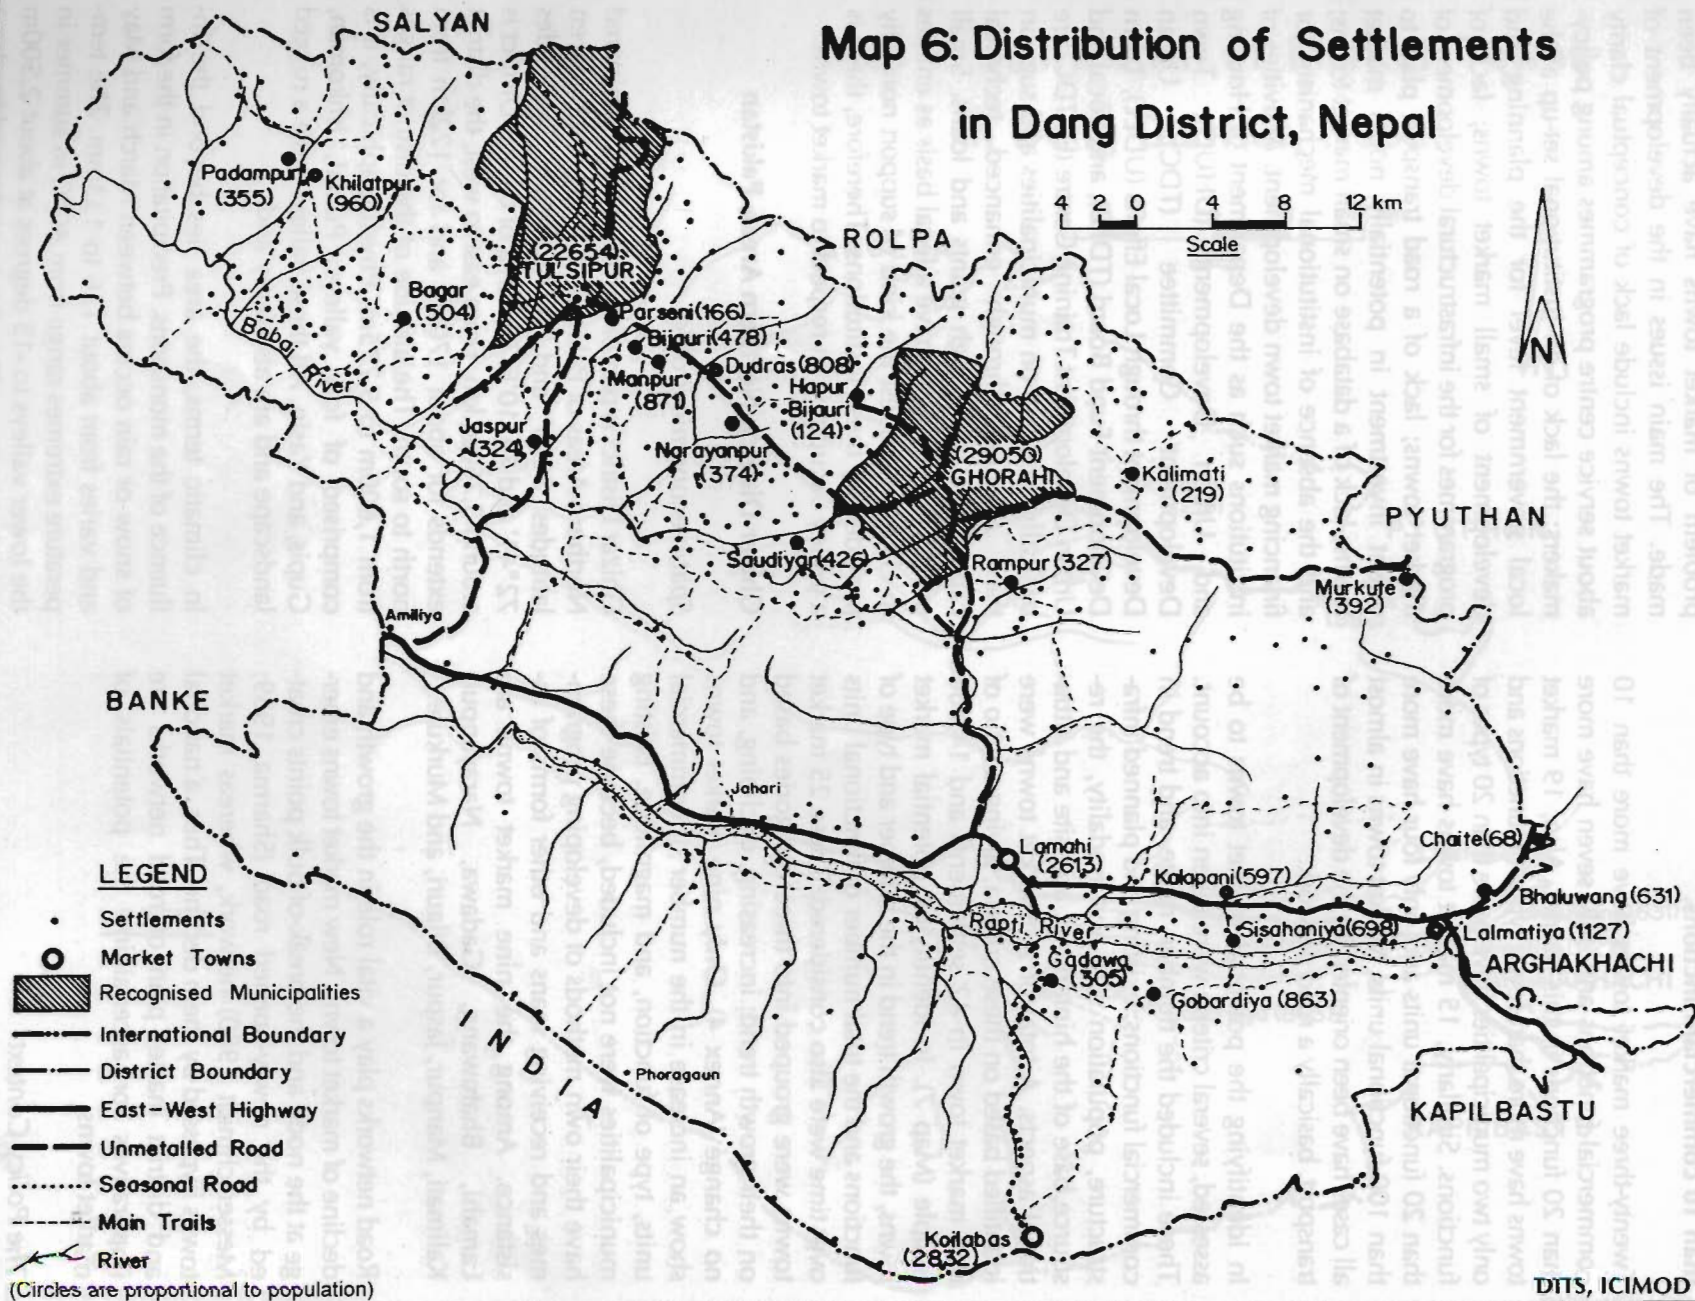 Map 6: Distribution of Settlements
in Dang District, Nepal
SALYAN
ROLPA
4 2 0 4 8 12 km
Scale
N
Padampur
(355)
Khilatpur
(960)
(22654)
TULSIPUR
Bagar
(504)
Babai River
Parseni (166)
Bijauri (478)
Manpur
(871)
Dudras (808)
Hapur
Bijauri
(124)
Jaspur
(324)
Narayanpur
(374)
(29050)
GHORAHI
Kalimati
(219)
PYUTHAN
Saudiyar (426)
Rampur (327)
Murkute
(392)
Amiliya
BANKE
Jahari
Lamahi
(2613)
Chaite (68)
Kalapani (597)
Bhaluwang (631)
Rapti River
Sisahaniya (698)
Lalmatiya (1127)
Gadawa
(305)
ARGHAKHACHI
Gobardiya (863)
INDIA
Phoragaun
KAPILBASTU
Koilabas
(2832)
LEGEND
Settlements
Market Towns
Recognised Municipalities
International Boundary
District Boundary
East-West Highway
Unmetalled Road
Seasonal Road
Main Trails
River
(Circles are proportional to population)
DITS, ICIMOD